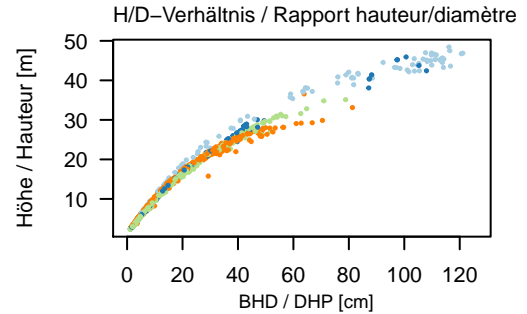 H/D−Verhältnis / Rapport hauteur/diamètre
Höhe / Hauteur [m]
50
40
30
20
10
0 20 40 60 80 100 120
BHD / DHP [cm]